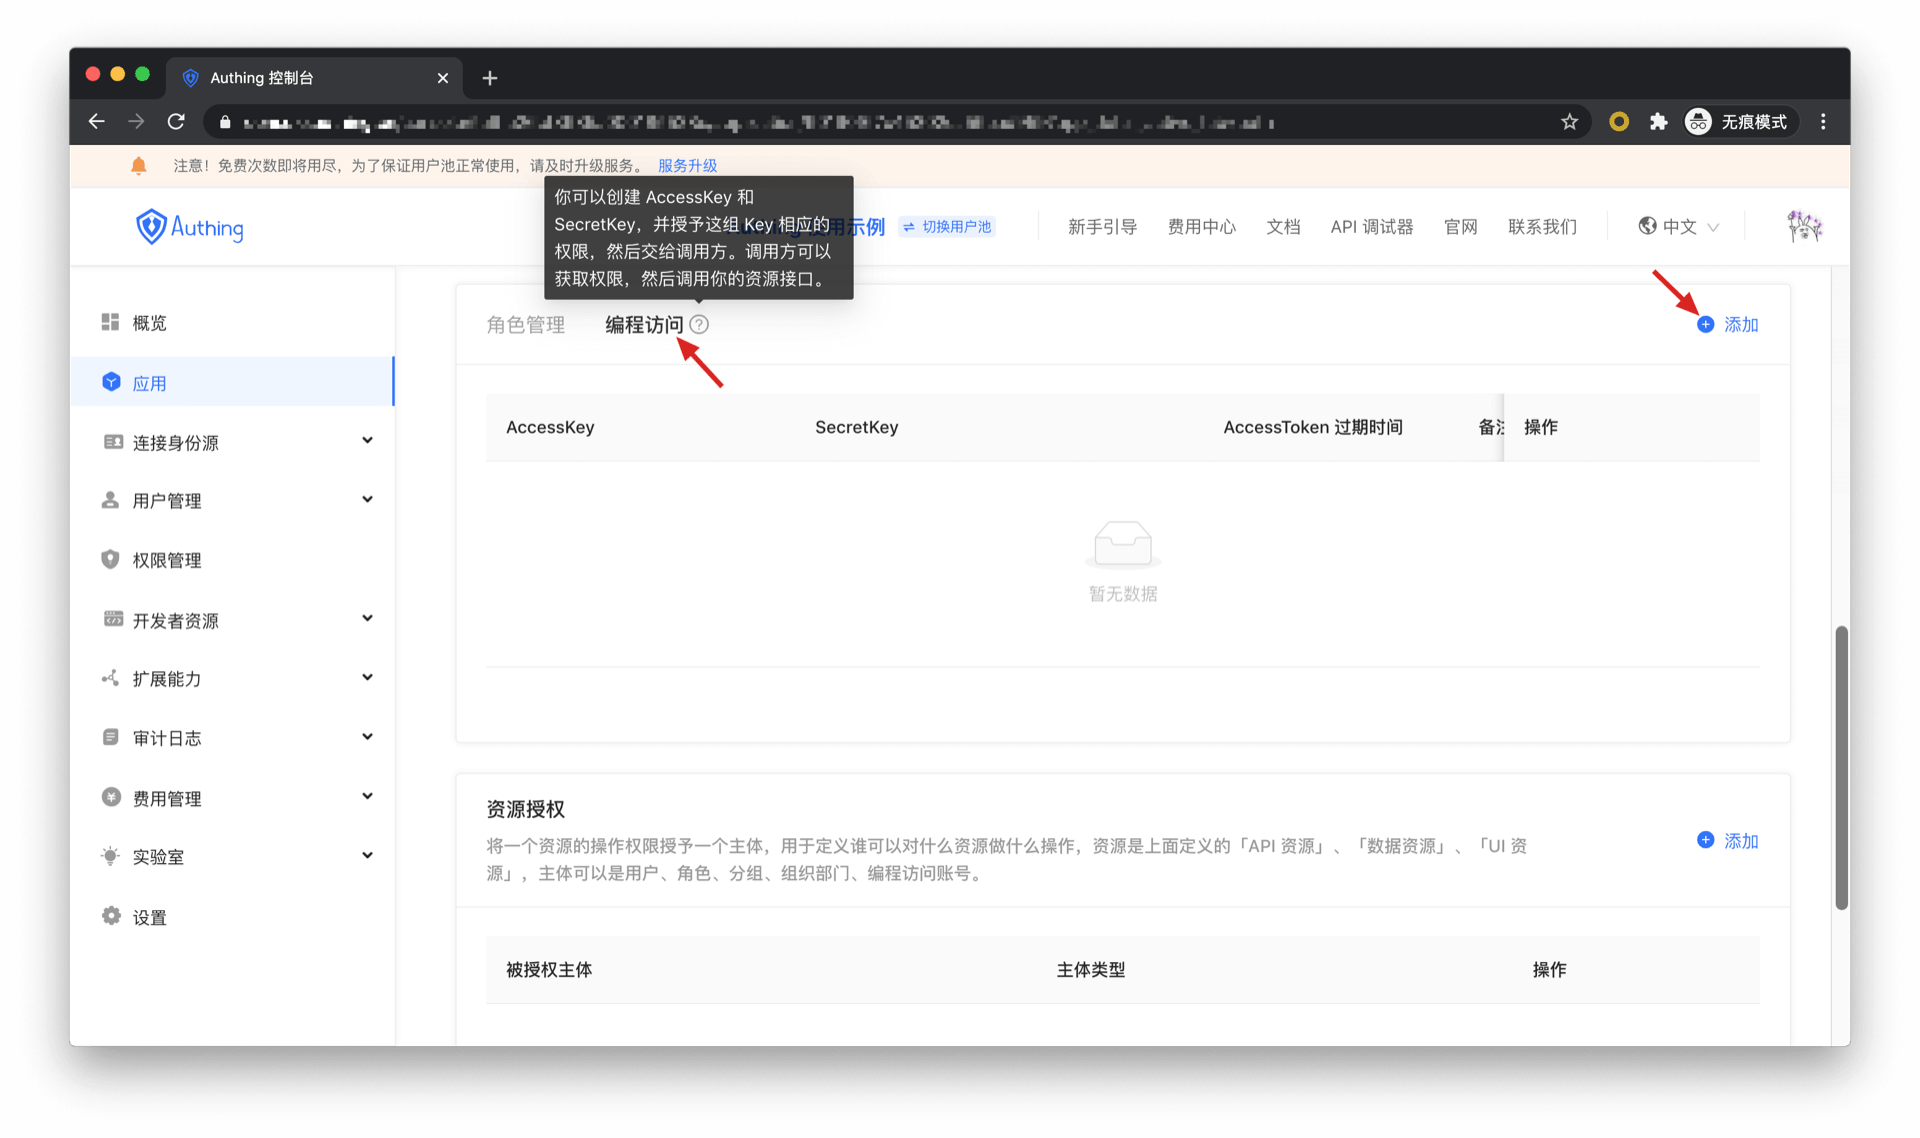 Authing 控制台
无痕模式
注意！免费次数即将用尽，为了保证用户池正常使用，请及时升级服务。 服务升级
你可以创建 AccessKey 和
SecretKey，并授予这组 Key 相应的
权限，然后交给调用方。调用方可以
获取权限，然后调用你的资源接口。
Authing
示例
切换用户池
新手引导
费用中心
文档
API 调试器
官网
联系我们
中文
概览
应用
连接身份源
用户管理
权限管理
开发者资源
扩展能力
审计日志
费用管理
实验室
设置
角色管理 编程访问 ?
添加
AccessKey SecretKey AccessToken 过期时间 备注 操作
暂无数据
资源授权
将一个资源的操作权限授予一个主体，用于定义谁可以对什么资源做什么操作，资源是上面定义的「API 资源」、「数据资源」、「UI 资
源」，主体可以是用户、角色、分组、组织部门、编程访问账号。
添加
被授权主体 主体类型 操作